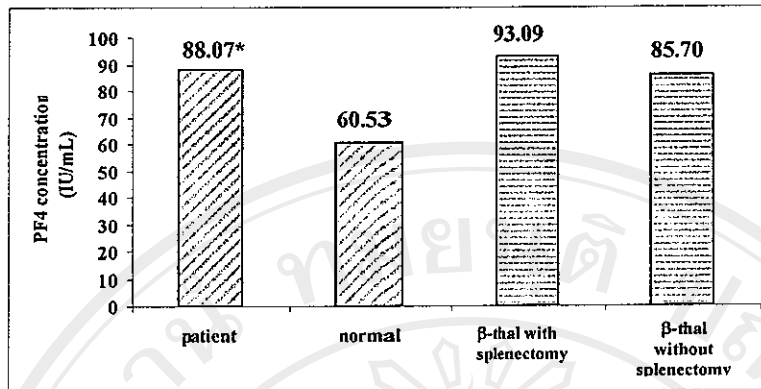 PF4 concentration
(IU/mL)
100
90
80
70
60
50
40
30
20
10
0
88.07*
60.53
93.09
85.70
patient
normal
β-thal with
splenectomy
β-thal
without
splenectomy